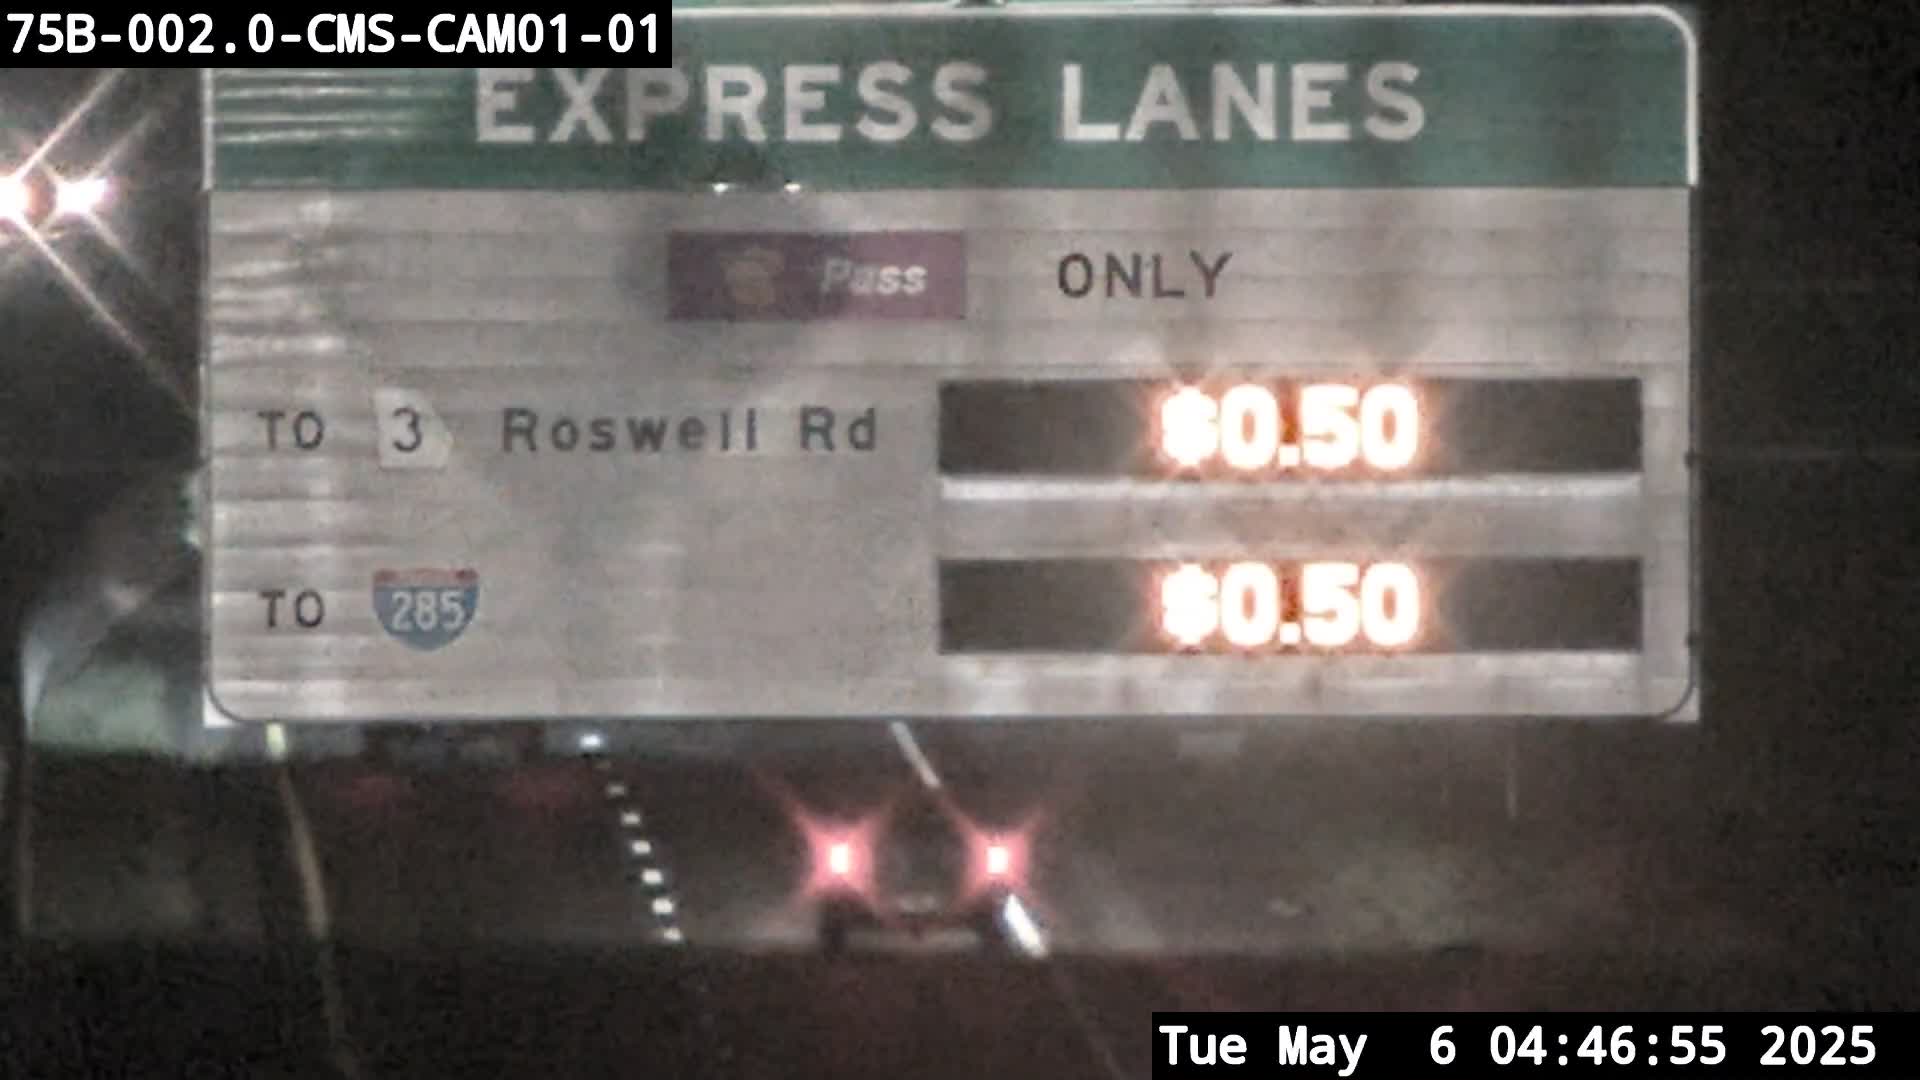 75B-002.0-CMS-CAM01-01
EXPRESS LANES
Pass ONLY
TO 3 Roswell Rd $0.50
TO 285 $0.50
Tue May 6 04:46:55 2025